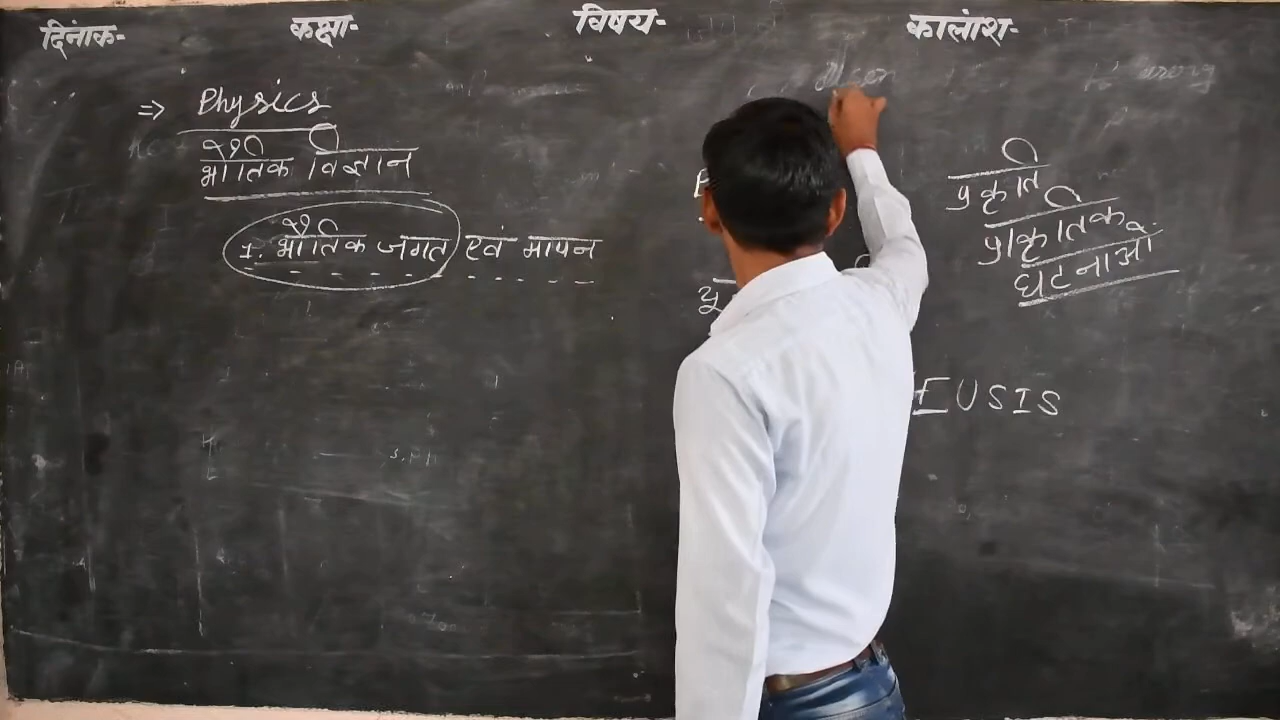 दिनांक- कक्षा- विषय- कालांश-
=> Physics
भौतिक विज्ञान
1. भौतिक जगत एवं मापन
प्रकृति
प्राकृतिक
घटनाओं
यू
EUSIS